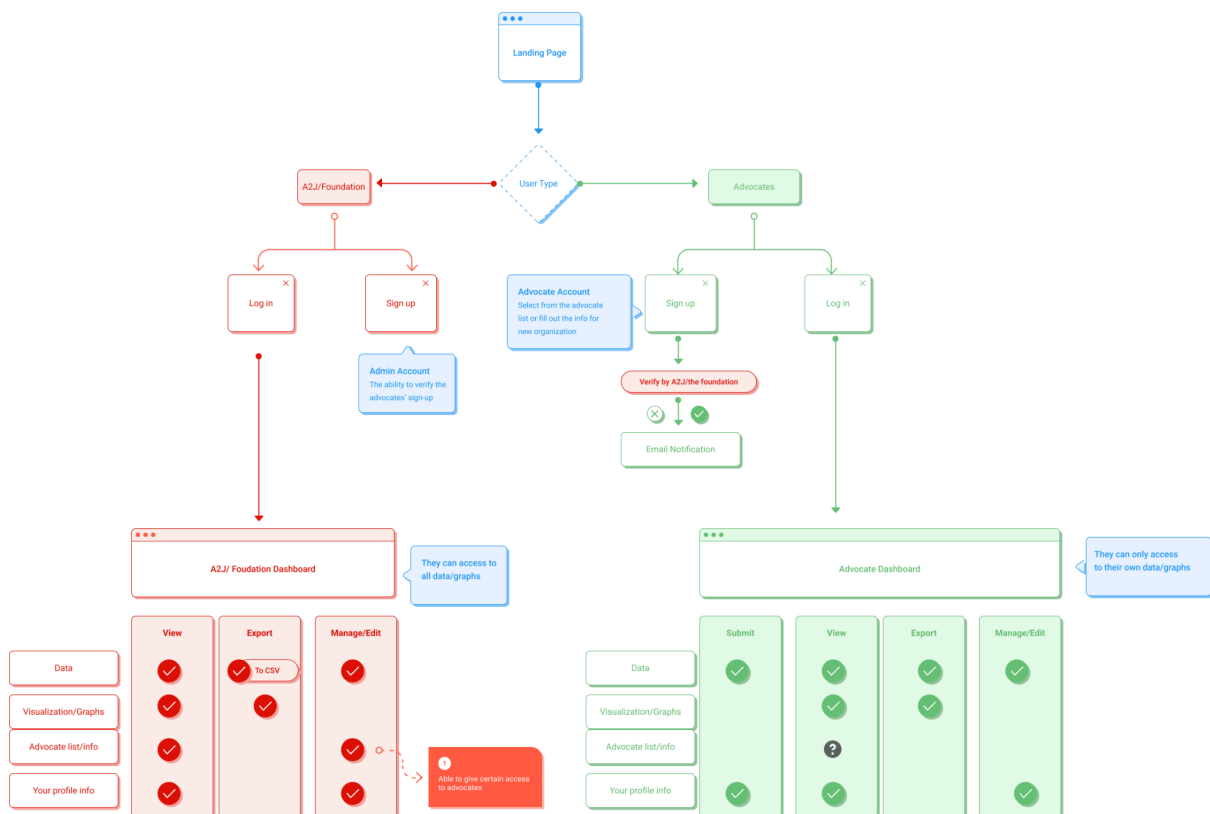 Landing Page
User Type
A2J/Foundation
Advocates
Log in
Sign up
Admin Account
The ability to verify the
advocates' sign-up
Advocate Account
Select from the advocate
list or fill out the info for
new organization
Sign up
Log in
Verify by A2J/the foundation
Email Notification
A2J/ Foudation Dashboard
They can access to
all data/graphs
View
Export
Manage/Edit
Data
To CSV
Visualization/Graphs
Advocate list/info
Your profile info
1
Able to give certain access
to advocates
Advocate Dashboard
They can only access
to their own data/graphs
Submit
View
Export
Manage/Edit
Data
Visualization/Graphs
Advocate list/info
?
Your profile info